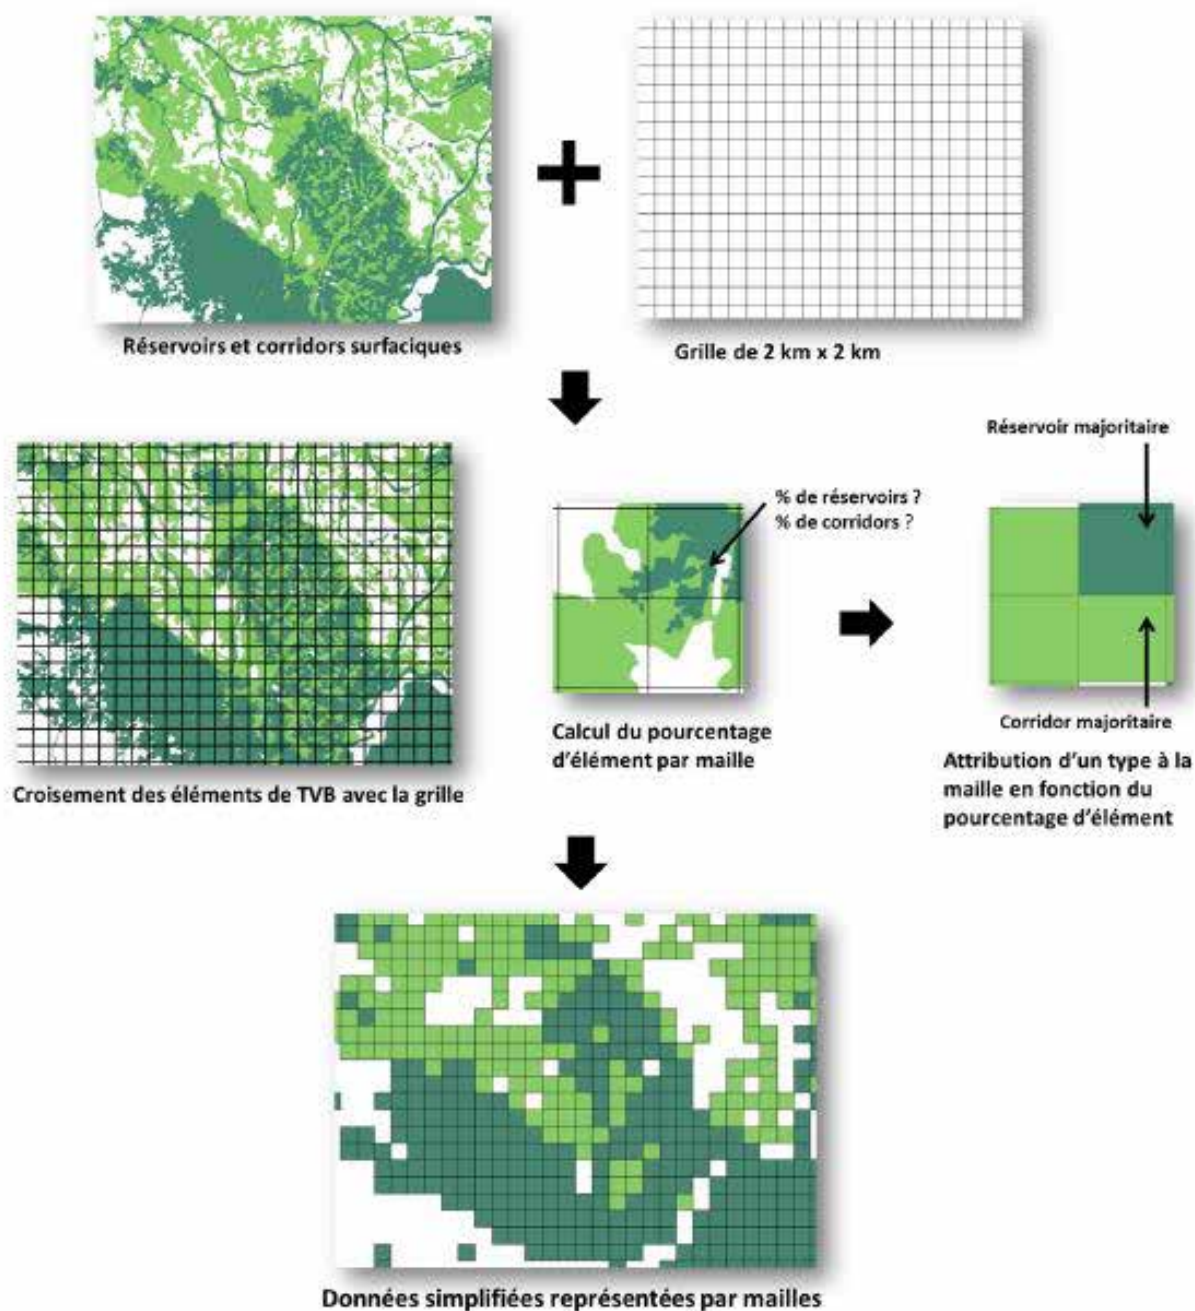 Réservoirs et corridors surfaciques
Grille de 2 km x 2 km
Réservoir majoritaire
% de réservoirs ?
% de corridors ?
Calcul du pourcentage
d'élément par maille
Corridor majoritaire
Attribution d'un type à la
maille en fonction du
pourcentage d'élément
Croisement des éléments de TVB avec la grille
Données simplifiées représentées par mailles